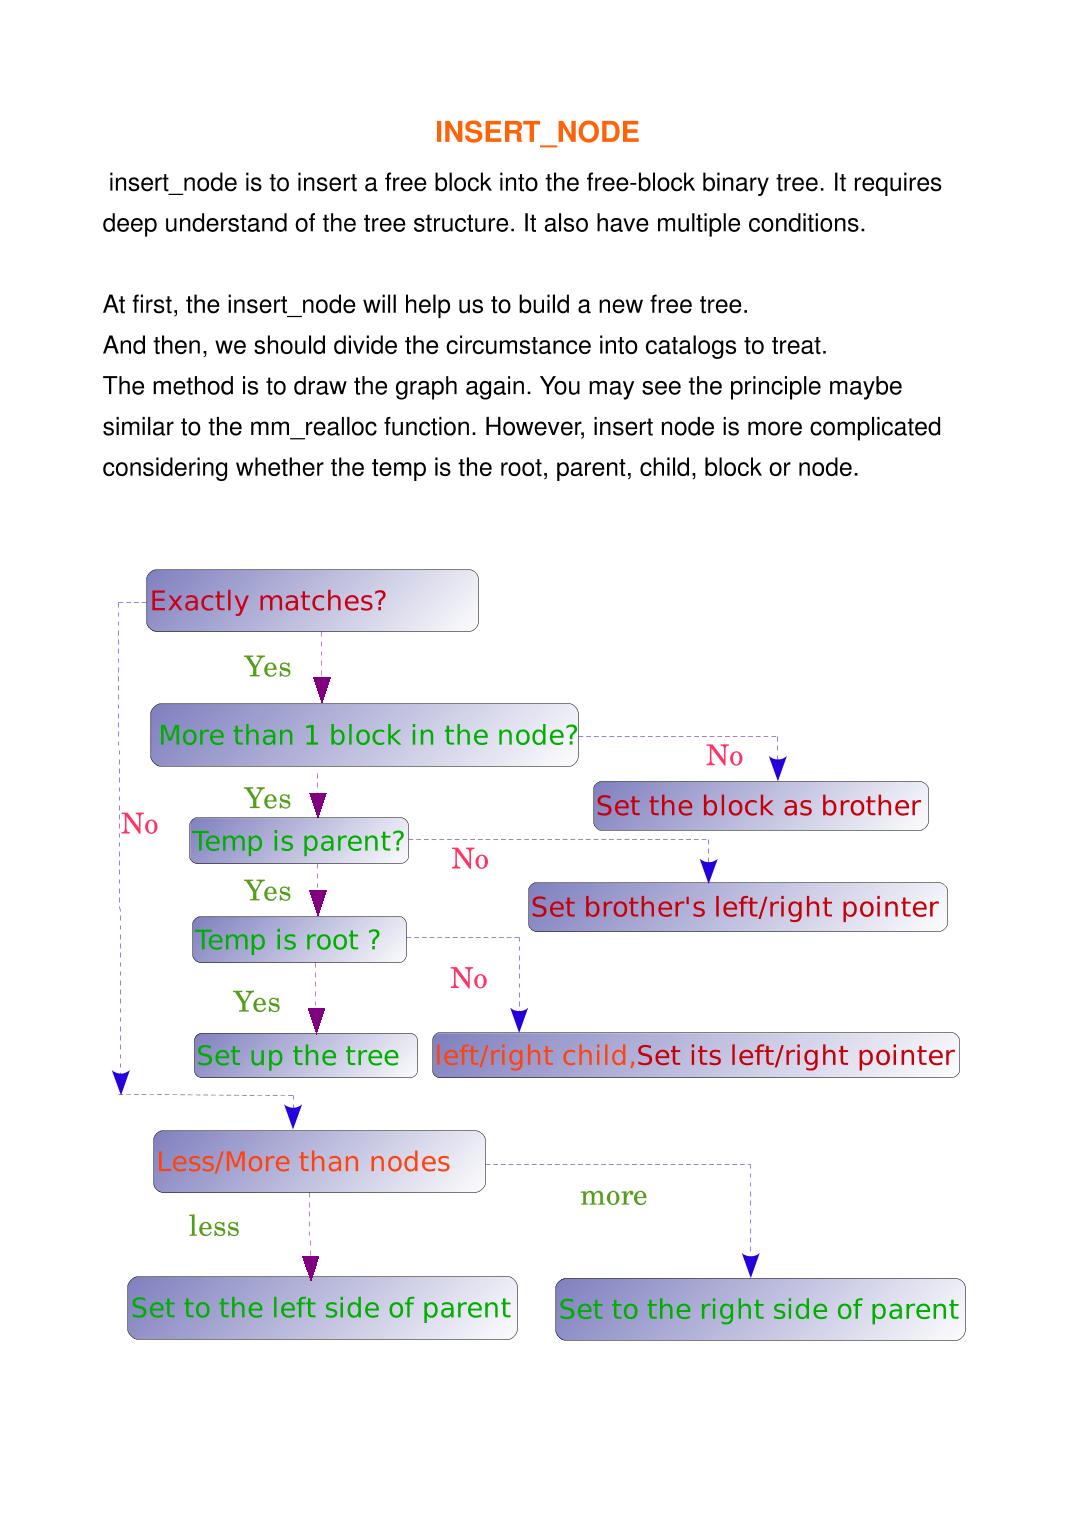 INSERT_NODE
insert_node is to insert a free block into the free-block binary tree. It requires
deep understand of the tree structure. It also have multiple conditions.
At first, the insert_node will help us to build a new free tree.
And then, we should divide the circumstance into catalogs to treat.
The method is to draw the graph again. You may see the principle maybe
similar to the mm_realloc function. However, insert node is more complicated
considering whether the temp is the root, parent, child, block or node.
Exactly matches?
Yes
More than 1 block in the node?
No
Set the block as brother
Yes
No
Temp is parent?
No
Set brother's left/right pointer
Yes
Temp is root ?
No
Yes
Set up the tree
left/right child,Set its left/right pointer
Less/More than nodes
more
less
Set to the left side of parent
Set to the right side of parent